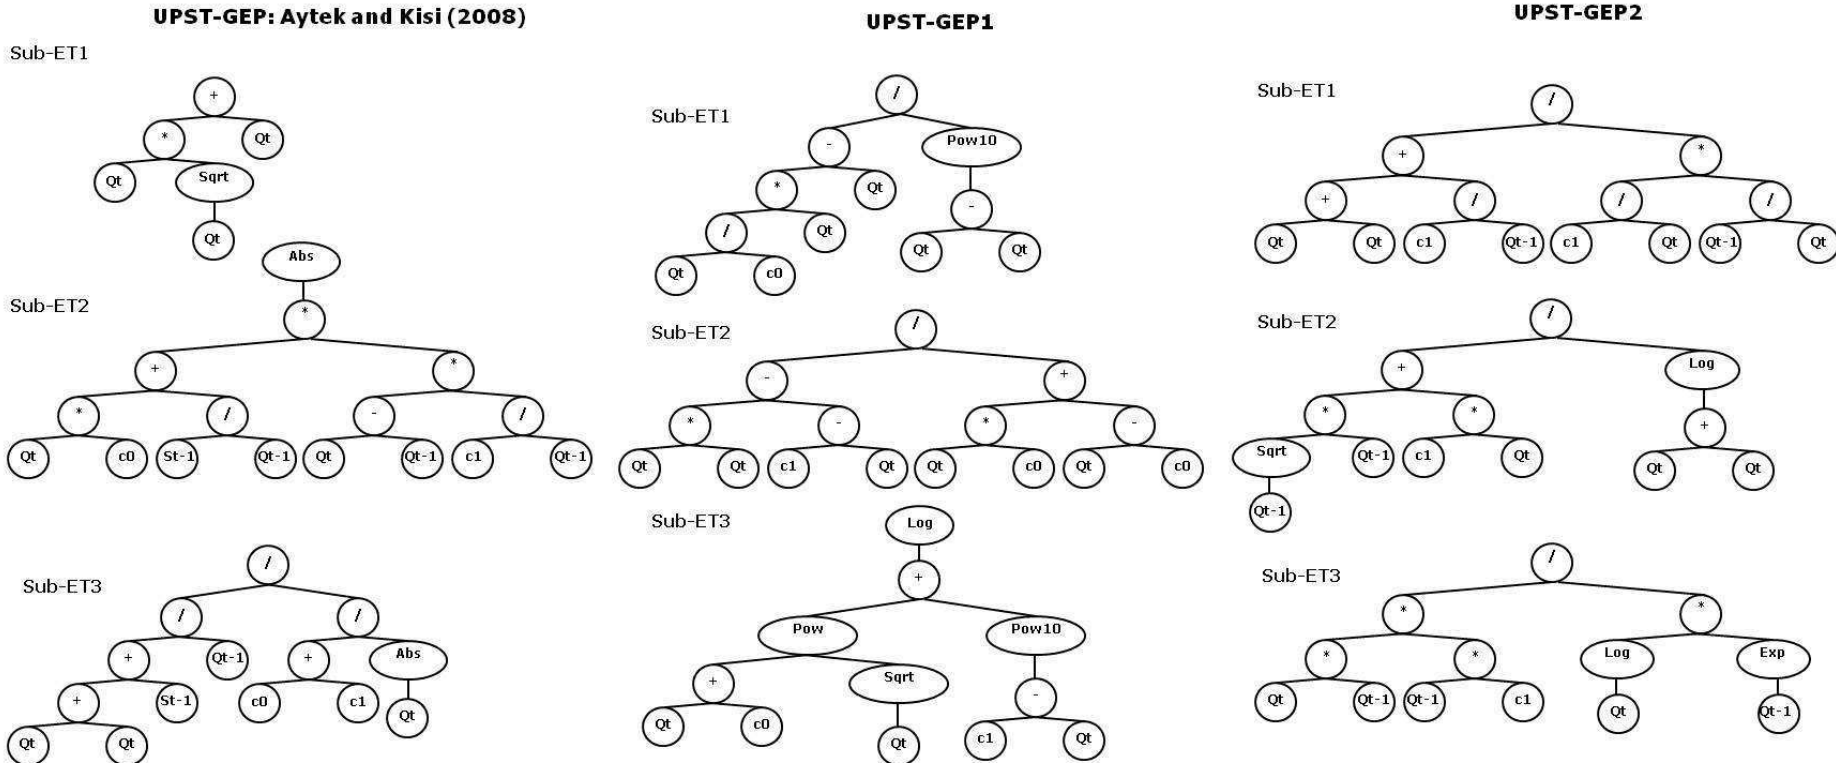 UPST-GEP: Aytek and Kisi (2008)
Sub-ET1
+
* Qt
Qt Sqrt
Qt
Sub-ET2
Abs
*
+ *
* / - /
Qt c0 St-1 Qt-1 Qt Qt-1 c1 Qt-1
Sub-ET3
/
/ /
+ Qt-1 + Abs
+ St-1 c0 c1 Qt
Qt Qt
UPST-GEP1
Sub-ET1
/
- Pow10
* Qt -
/ Qt Qt Qt
Qt c0
Sub-ET2
/
- +
* - * -
Qt Qt c1 Qt Qt c0 Qt c0
Sub-ET3
Log
+
Pow Pow10
+ Sqrt -
Qt c0 Qt c1 Qt
UPST-GEP2
Sub-ET1
/
+ *
+ / / /
Qt Qt c1 Qt-1 c1 Qt Qt-1 Qt
Sub-ET2
/
+ Log
* * +
Sqrt Qt-1 c1 Qt Qt Qt
Qt-1
Sub-ET3
/
* *
* * Log Exp
Qt Qt-1 Qt-1 c1 Qt Qt-1